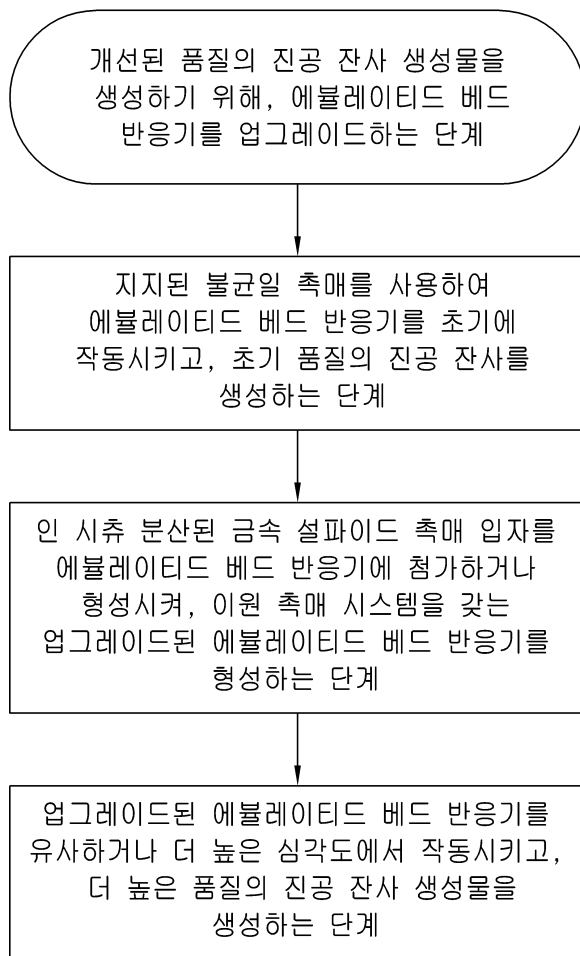 개선된 품질의 진공 잔사 생성물을
생성하기 위해, 에뷸레이티드 베드
반응기를 업그레이드하는 단계
지지된 불균일 촉매를 사용하여
에뷸레이티드 베드 반응기를 초기에
작동시키고, 초기 품질의 진공 잔사를
생성하는 단계
인 시츄 분산된 금속 설파이드 촉매 입자를
에뷸레이티드 베드 반응기에 첨가하거나
형성시켜, 이원 촉매 시스템을 갖는
업그레이드된 에뷸레이티드 베드 반응기를
형성하는 단계
업그레이드된 에뷸레이티드 베드 반응기를
유사하거나 더 높은 심각도에서 작동시키고,
더 높은 품질의 진공 잔사 생성물을
생성하는 단계